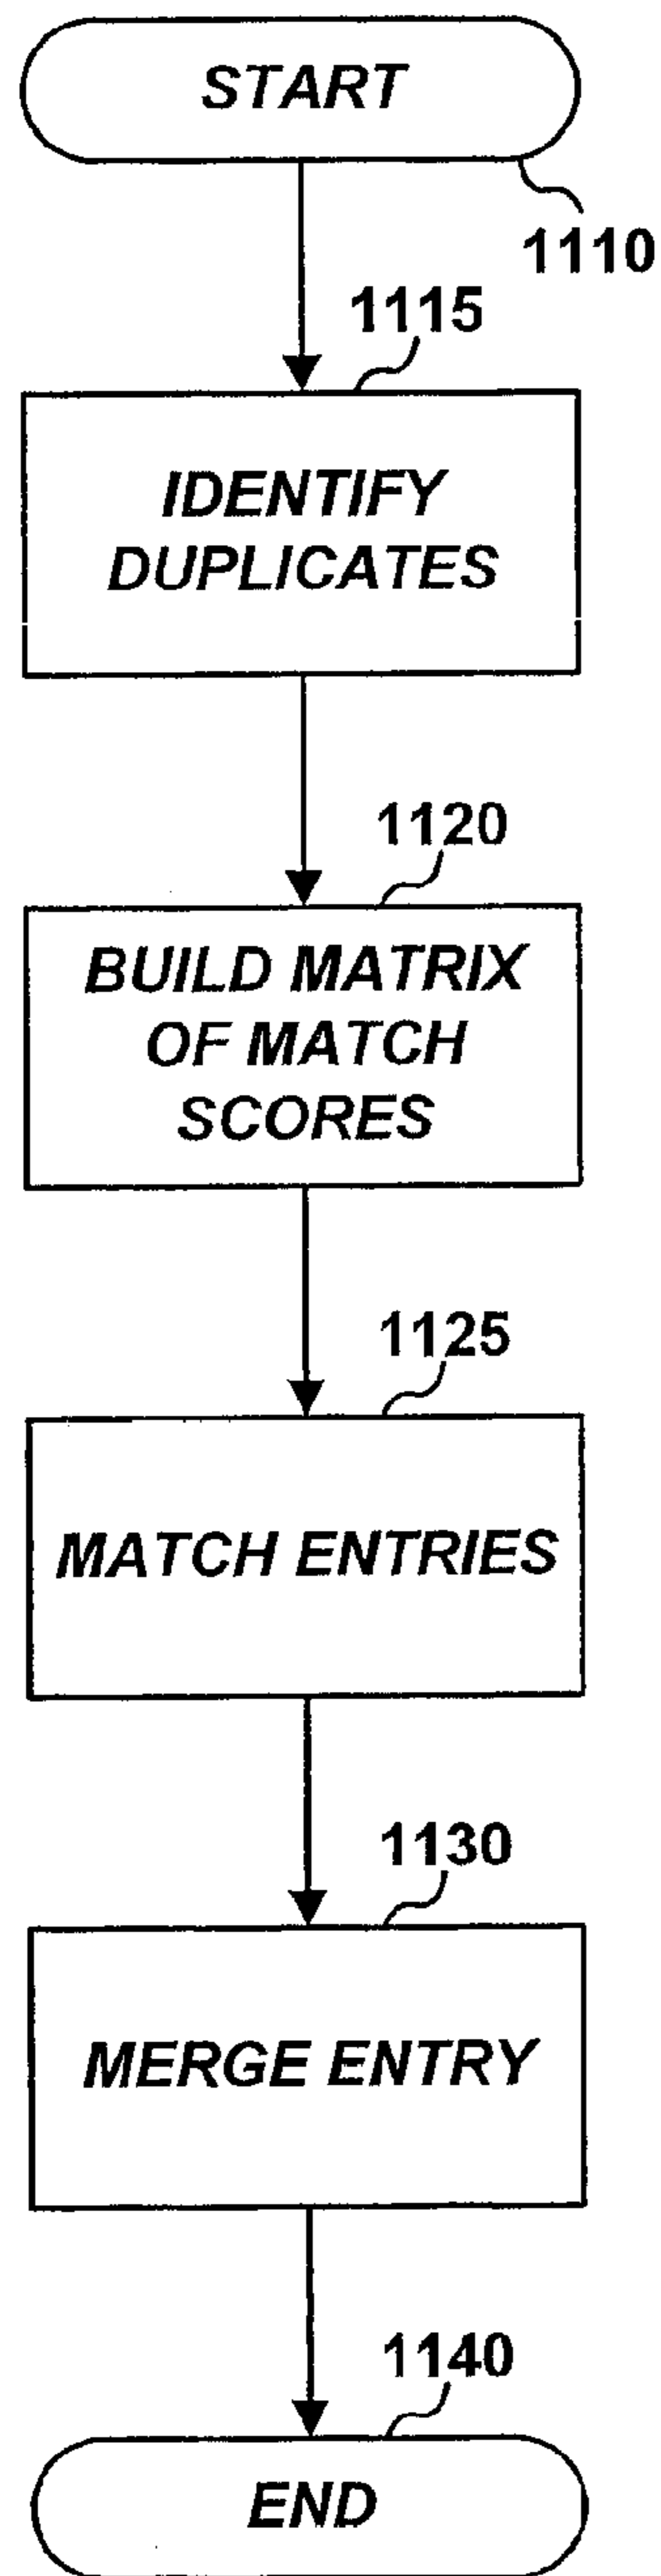 START
1110
1115
IDENTIFY
DUPLICATES
1120
BUILD MATRIX
OF MATCH
SCORES
1125
MATCH ENTRIES
1130
MERGE ENTRY
1140
END